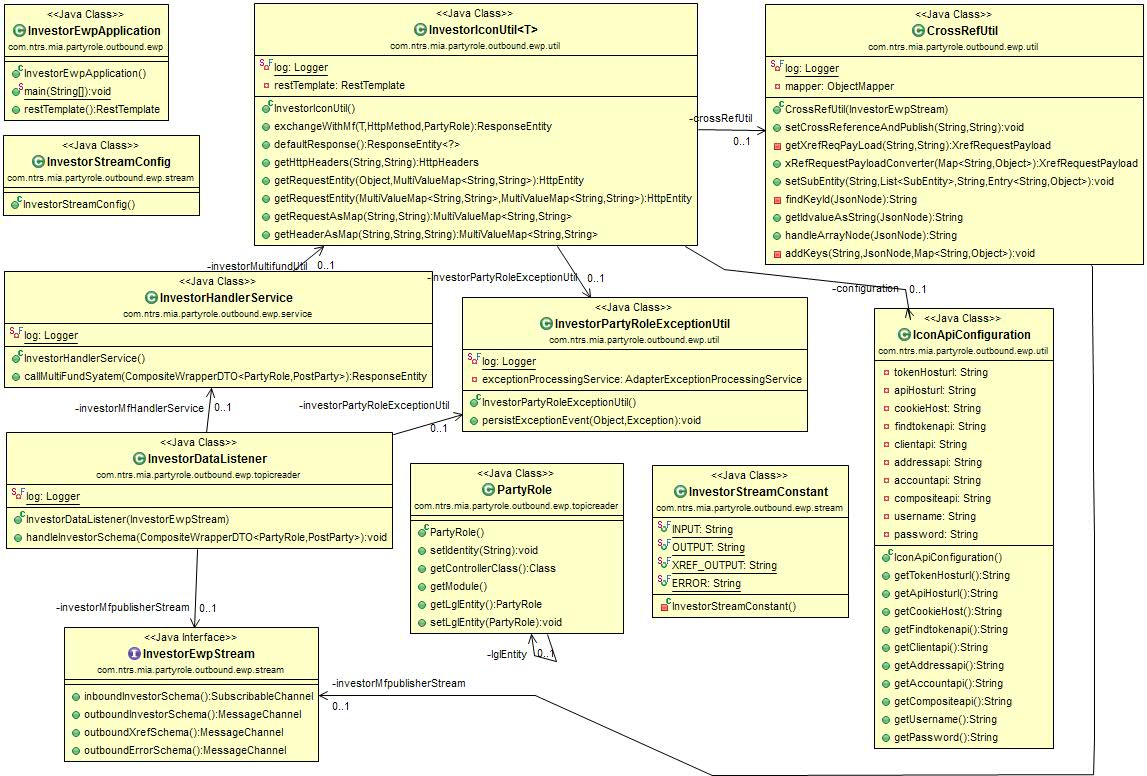 <<Java Class>>
InvestorEwpApplication
com.ntrs.mia.partyrole.outbound.ewp
InvestorEwpApplication()
main(String[]):void
restTemplate():RestTemplate
<<Java Class>>
InvestorStreamConfig
com.ntrs.mia.partyrole.outbound.ewp.stream
InvestorStreamConfig()
<<Java Class>>
InvestorIconUtil<T>
com.ntrs.mia.partyrole.outbound.ewp.util
log: Logger
restTemplate: RestTemplate
InvestorIconUtil()
exchangeWithMf(T,HttpMethod,PartyRole):ResponseEntity
defaultResponse():ResponseEntity<?>
getHttpHeaders(String,String):HttpHeaders
getRequestEntity(Object,MultiValueMap<String,String>):HttpEntity
getRequestEntity(MultiValueMap<String,String>,MultiValueMap<String,String>):HttpEntity
getRequestAsMap(String,String):MultiValueMap<String,String>
getHeaderAsMap(String,String,String):MultiValueMap<String,String>
-crossRefUtil
0..1
<<Java Class>>
CrossRefUtil
com.ntrs.mia.partyrole.outbound.ewp.util
log: Logger
mapper: ObjectMapper
CrossRefUtil(InvestorEwpStream)
setCrossReferenceAndPublish(String,String):void
getXrefReqPayLoad(String,String):XrefRequestPayload
xRefRequestPayloadConverter(Map<String,Object>):XrefRequestPayload
setSubEntity(String,List<SubEntity>,String,Entry<String,Object>):void
findKeyId(JsonNode):String
getIdvalueAsString(JsonNode):String
handleArrayNode(JsonNode):String
addKeys(String,JsonNode,Map<String,Object>):void
-investorMultifundUtil
0..1
-investorPartyRoleExceptionUtil
0..1
-configuration
0..1
<<Java Class>>
InvestorHandlerService
com.ntrs.mia.partyrole.outbound.ewp.service
log: Logger
InvestorHandlerService()
callMultiFundSyatem(CompositeWrapperDTO<PartyRole,PostParty>):ResponseEntity
<<Java Class>>
InvestorPartyRoleExceptionUtil
com.ntrs.mia.partyrole.outbound.ewp.util
log: Logger
exceptionProcessingService: AdapterExceptionProcessingService
InvestorPartyRoleExceptionUtil()
persistExceptionEvent(Object,Exception):void
<<Java Class>>
IconApiConfiguration
com.ntrs.mia.partyrole.outbound.ewp.util
tokenHosturl: String
apiHosturl: String
cookieHost: String
findtokenapi: String
clientapi: String
addressapi: String
accountapi: String
compositeapi: String
username: String
password: String
IconApiConfiguration()
getTokenHosturl():String
getApiHosturl():String
getCookieHost():String
getFindtokenapi():String
getClientapi():String
getAddressapi():String
getAccountapi():String
getCompositeapi():String
getUsername():String
getPassword():String
-investorMfHandlerService
0..1
-investorPartyRoleExceptionUtil
0..1
<<Java Class>>
InvestorDataListener
com.ntrs.mia.partyrole.outbound.ewp.topicreader
log: Logger
InvestorDataListener(InvestorEwpStream)
handleInvestorSchema(CompositeWrapperDTO<PartyRole,PostParty>):void
<<Java Class>>
PartyRole
com.ntrs.mia.partyrole.outbound.ewp.topicreader
PartyRole()
setIdentity(String):void
getControllerClass():Class
getModule()
getLglEntity():PartyRole
setLglEntity(PartyRole):void
-lglEntity
0..1
<<Java Class>>
InvestorStreamConstant
com.ntrs.mia.partyrole.outbound.ewp.stream
INPUT: String
OUTPUT: String
XREF_OUTPUT: String
ERROR: String
InvestorStreamConstant()
-investorMfpublisherStream
0..1
<<Java Interface>>
InvestorEwpStream
com.ntrs.mia.partyrole.outbound.ewp.stream
inboundInvestorSchema():SubscribableChannel
outboundInvestorSchema():MessageChannel
outboundXrefSchema():MessageChannel
outboundErrorSchema():MessageChannel
-investorMfpublisherStream
0..1